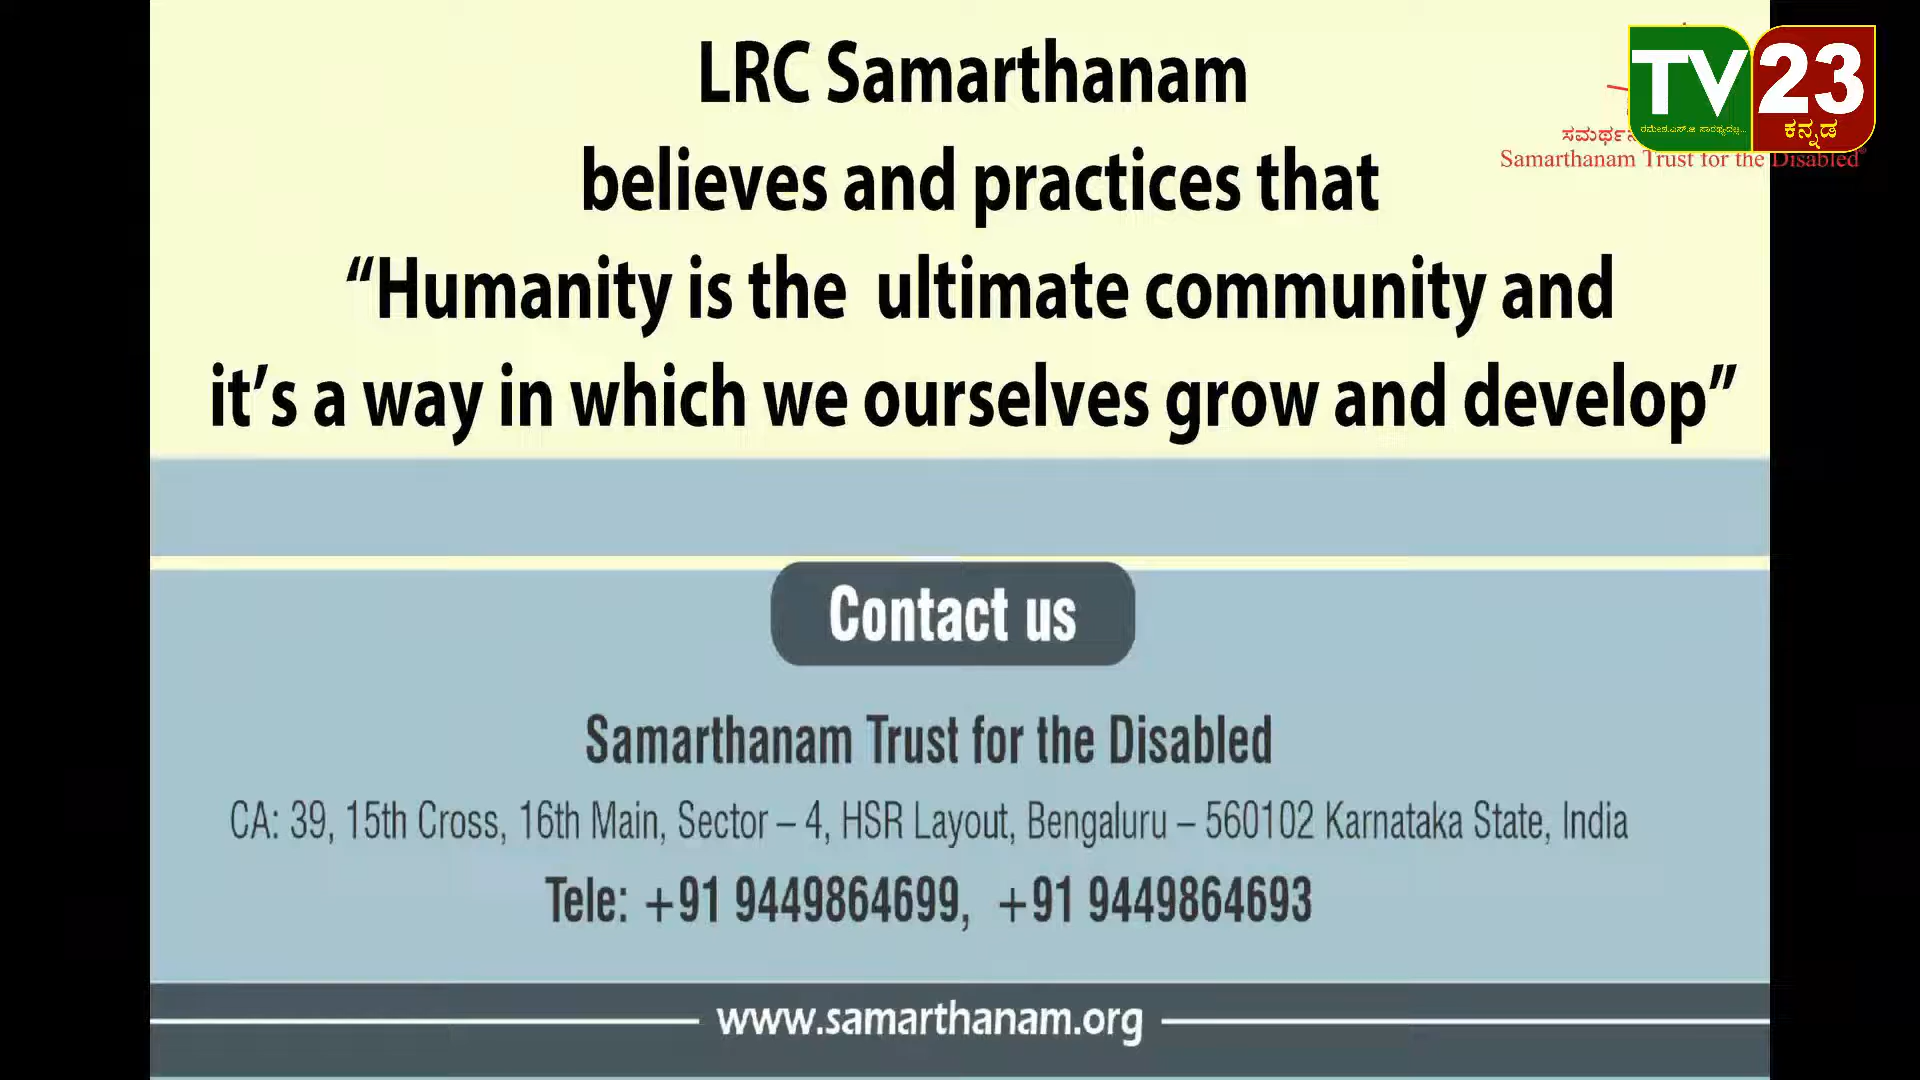 LRC Samarthanam
believes and practices that
“Humanity is the ultimate community and
it’s a way in which we ourselves grow and develop”
TV23
ಕನ್ನಡ
Samarthanam Trust for the Disabled
Contact us
Samarthanam Trust for the Disabled
CA: 39, 15th Cross, 16th Main, Sector – 4, HSR Layout, Bengaluru – 560102 Karnataka State, India
Tele: +91 9449864699, +91 9449864693
www.samarthanam.org